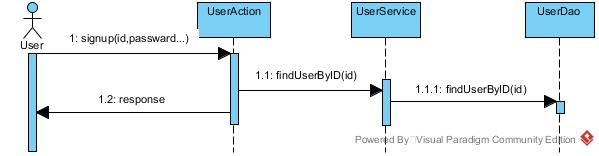 UserAction
UserService
UserDao
User
1: signup(id,passward...)
1.1: findUserByID(id)
1.1.1: findUserByID(id)
1.2: response
Powered By Visual Paradigm Community Edition